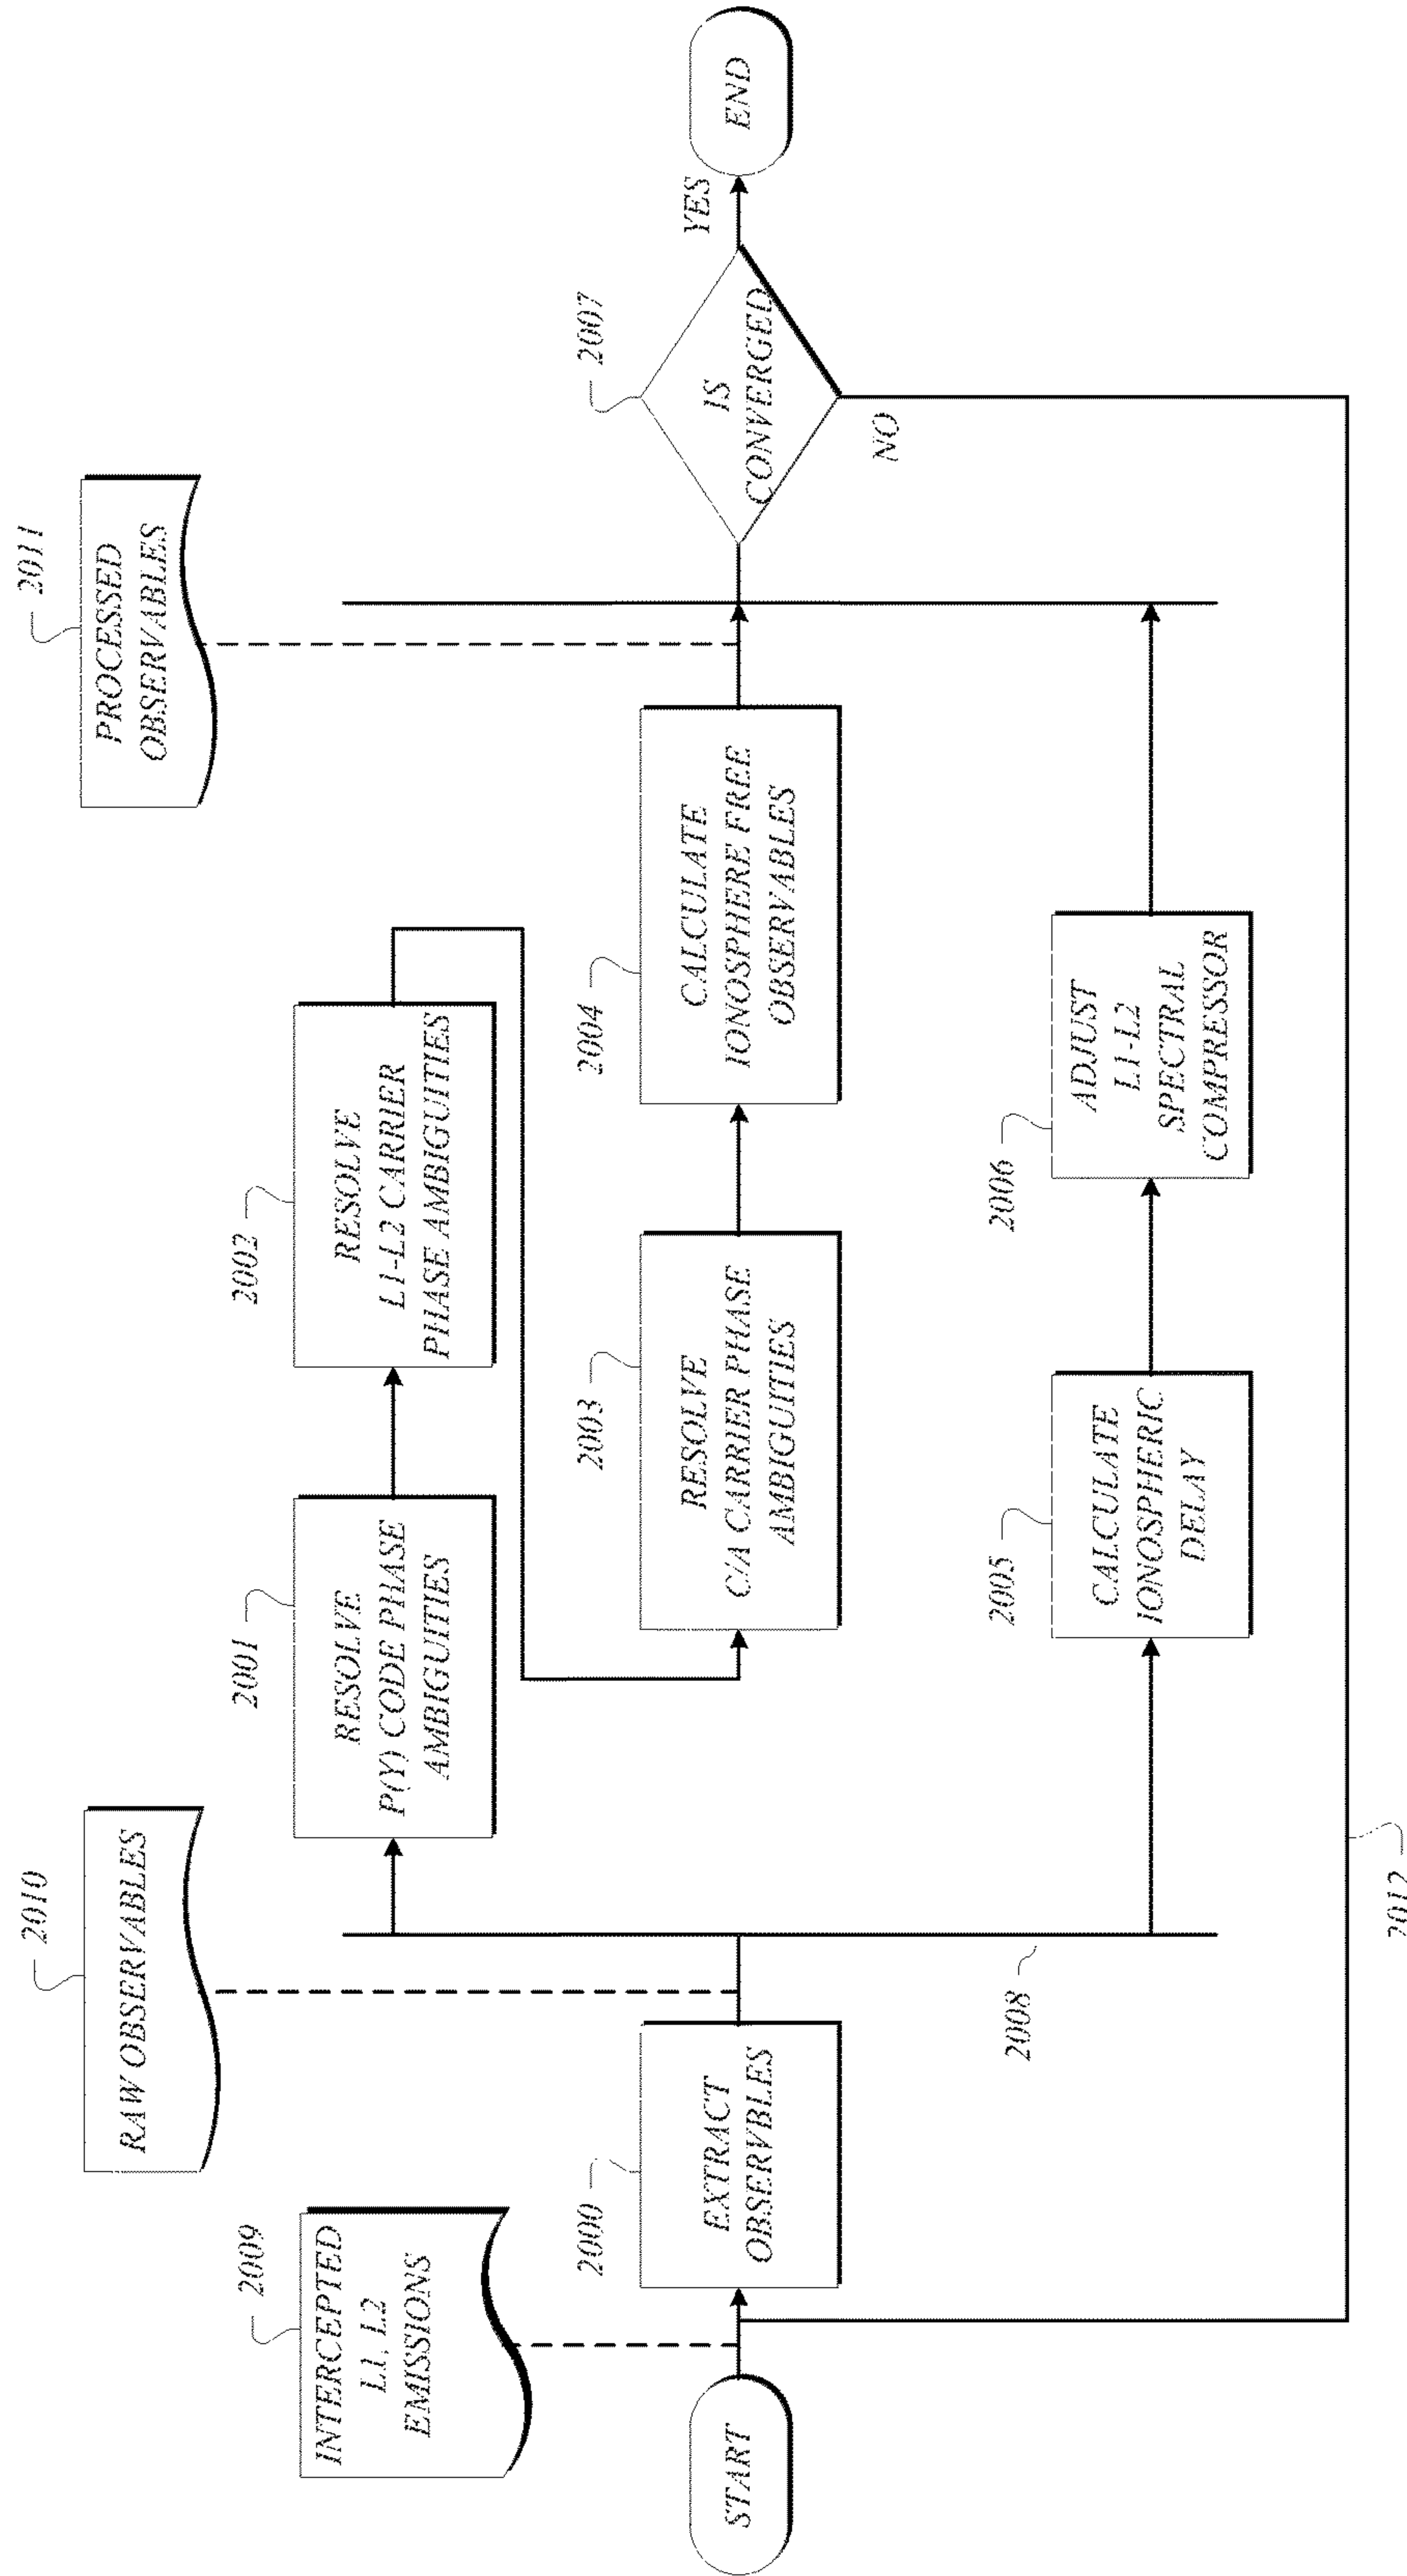 INTERCEPTED
L1, L2
EMISSIONS
2009
START
RAW OBSERVABLES
2010
EXTRACT
OBSERVBLES
2000
2008
RESOLVE
P(Y) CODE PHASE
AMBIGUITIES
2001
RESOLVE
L1-L2 CARRIER
PHASE AMBIGUITIES
2002
RESOLVE
C/A CARRIER PHASE
AMBIGUITIES
2003
CALCULATE
IONOSPHERE FREE
OBSERVABLES
2004
CALCULATE
IONOSPHERIC
DELAY
2005
ADJUST
L1-L2
SPECTRAL
COMPRESSOR
2006
PROCESSED
OBSERVABLES
2011
IS
CONVERGED
2007
YES
NO
END
2012